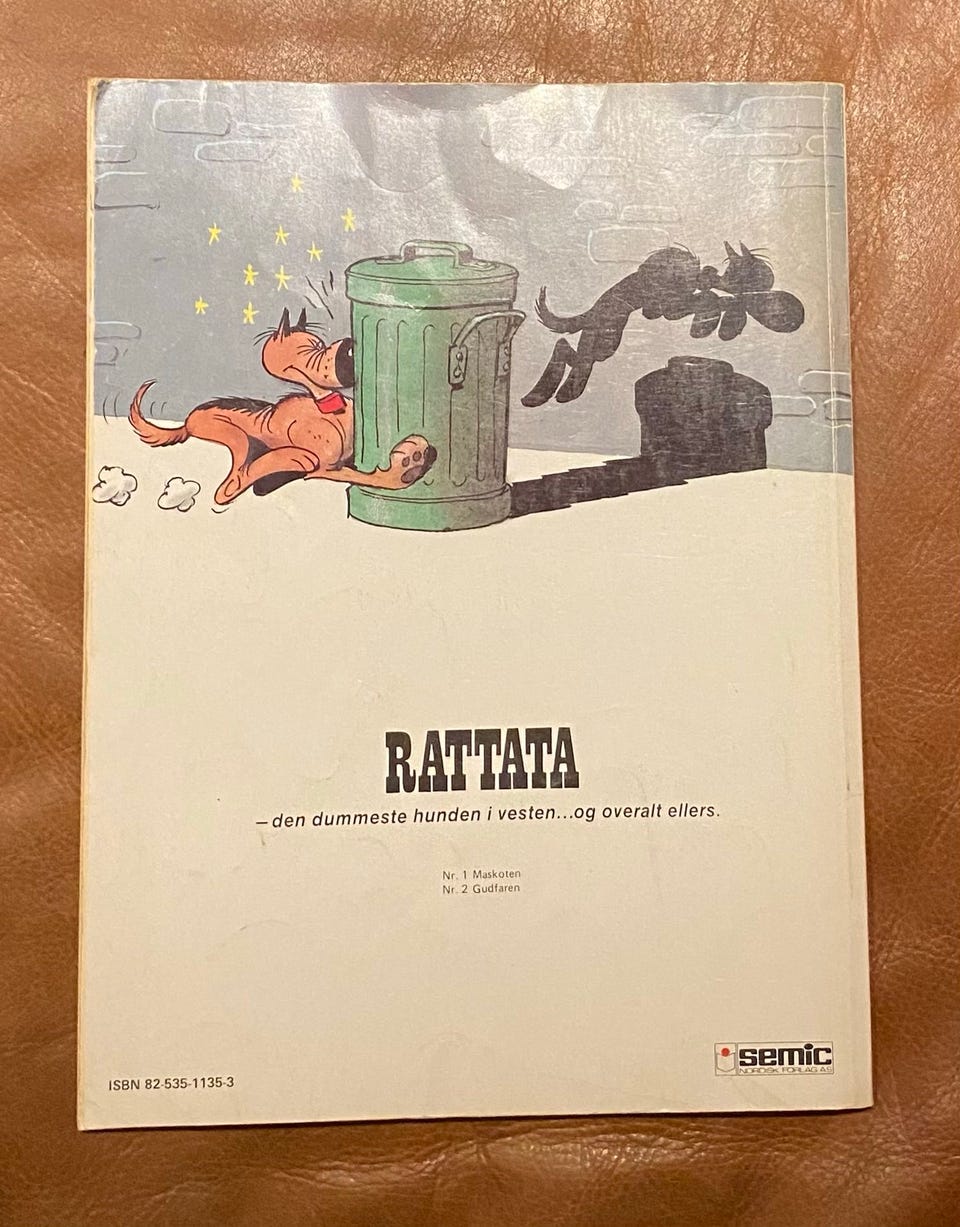 RATTATA
– den dummeste hunden i vesten...og overalt ellers.
Nr. 1 Maskoten
Nr. 2 Gudfaren
semic
NORDISK FORLAG A.S
ISBN 82-535-1135-3